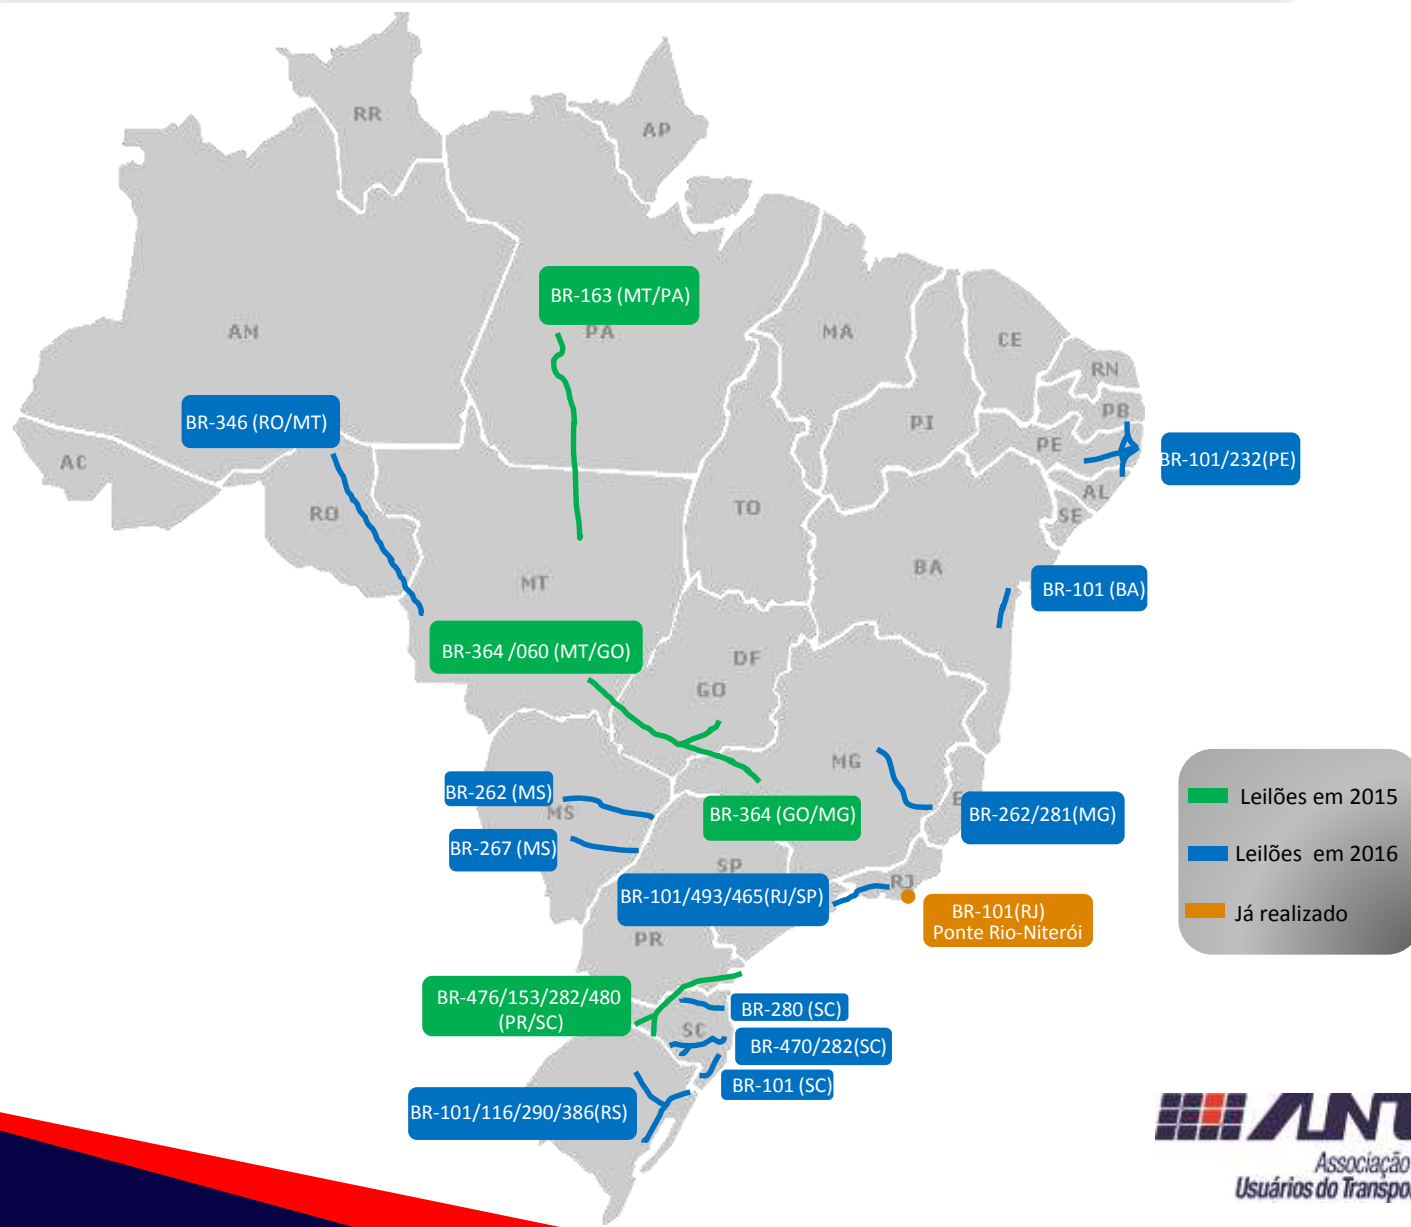 RR
AP
BR-163 (MT/PA)
AM
PA
MA
CE
RN
BR-346 (RO/MT)
PB
PI
PE
BR-101/232(PE)
AC
AL
RO
TO
SE
BA
MT
BR-101 (BA)
BR-364 /060 (MT/GO)
DF
GO
MG
BR-262 (MS)
MS
BR-364 (GO/MG)
E
BR-262/281(MG)
BR-267 (MS)
SP
RJ
BR-101/493/465(RJ/SP)
BR-101(RJ)
Ponte Rio-Niterói
PR
BR-476/153/282/480
(PR/SC)
BR-280 (SC)
SC
BR-470/282(SC)
BR-101 (SC)
BR-101/116/290/386(RS)
Leilões em 2015
Leilões  em 2016
Já realizado
ANU
Associação
Usuários do Transpo